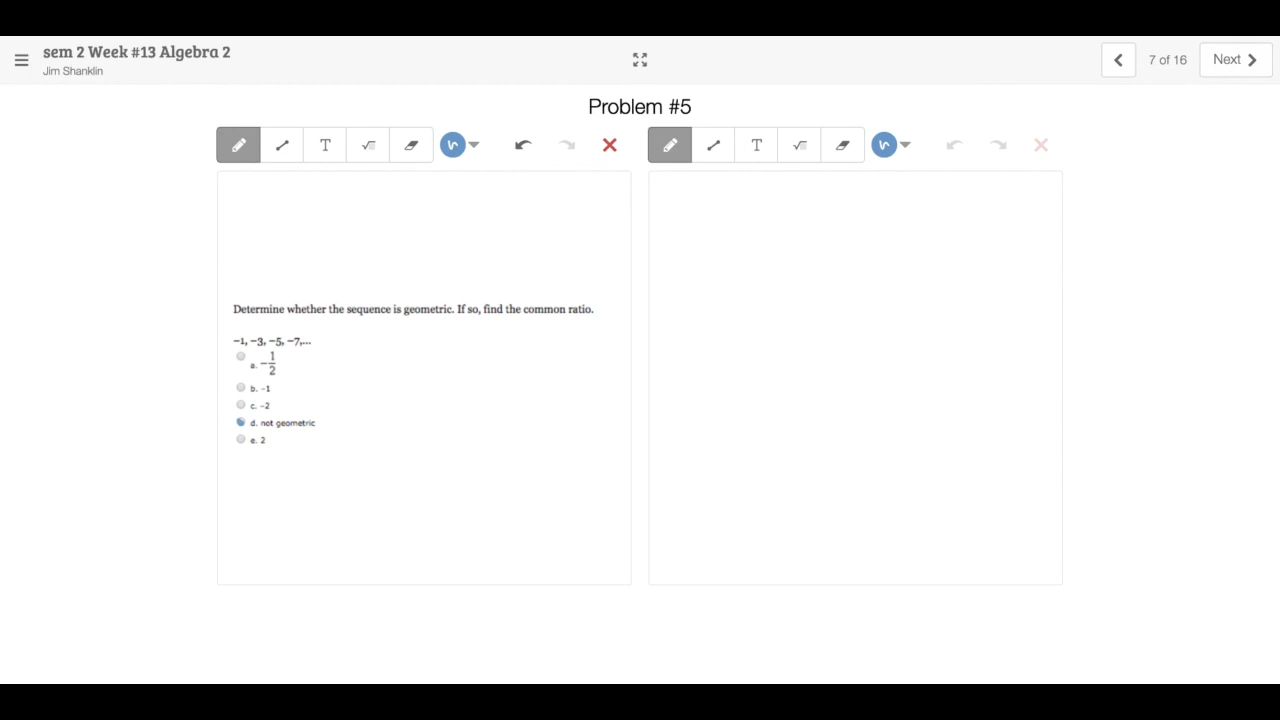 sem 2 Week #13 Algebra 2
Jim Shanklin
7 of 16
Next
Problem #5
T
T
Determine whether the sequence is geometric. If so, find the common ratio.
−1, −3, −5, −7,...
a. −1/2
b. -1
c. -2
d. not geometric
e. 2